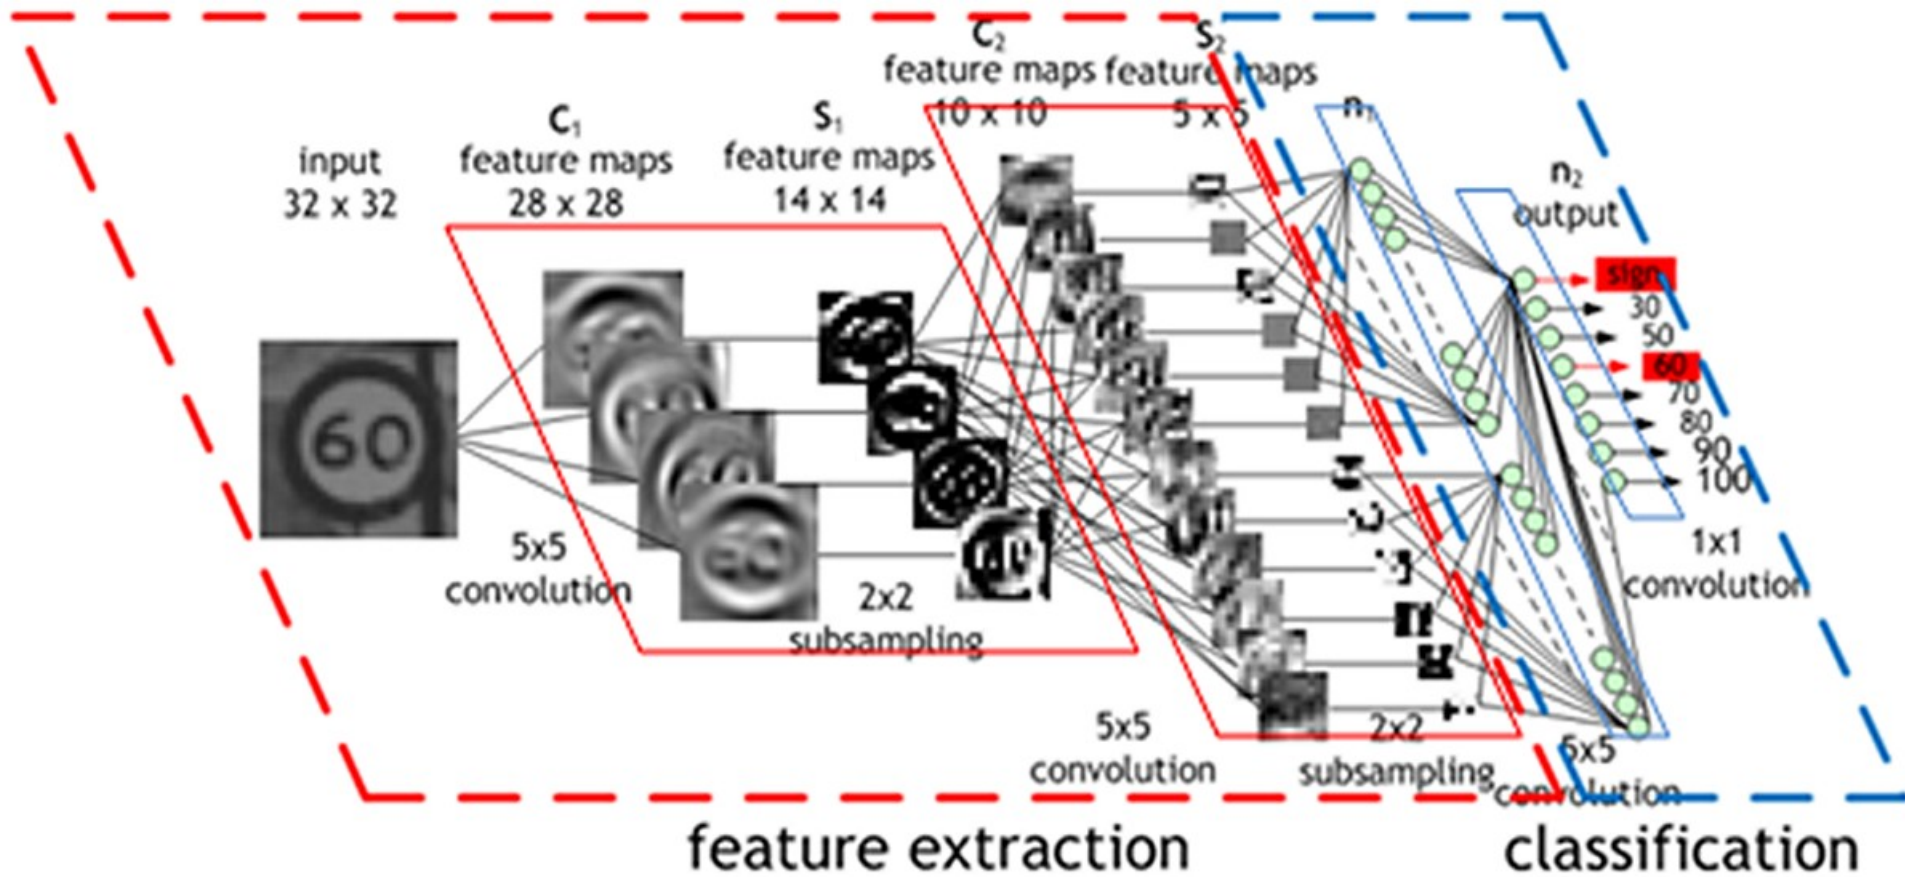 input
32 x 32
C1
feature maps
28 x 28
S1
feature maps
14 x 14
C2
feature maps
10 x 10
S2
feature maps
5 x 5
n1
n2
output
60
sign
30
50
60
70
80
90
100
5x5
convolution
2x2
subsampling
5x5
convolution
2x2
subsampling
5x5
convolution
1x1
convolution
feature extraction
classification